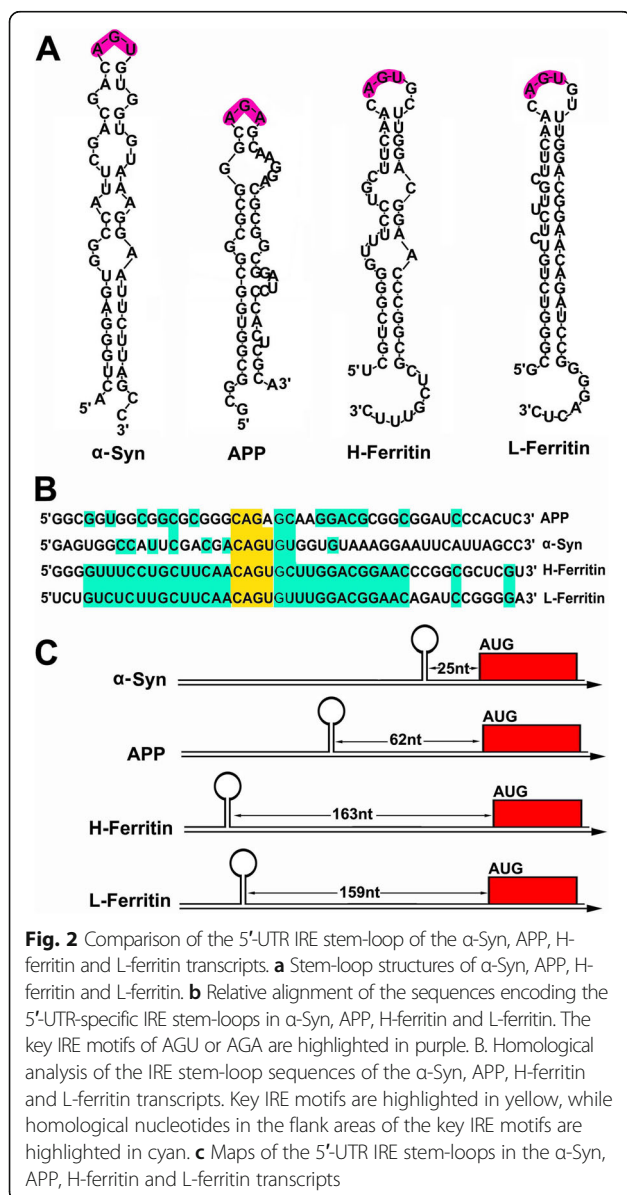 A
α-Syn
APP
H-Ferritin
L-Ferritin
B
5'GGCGGUGGCGGCGCGGGCAGAGCAAGGACGCGGCGGAUCCCACUC3' APP
5'GAGUGGCCAUUCGACGACAGUGUGGUGUAAAGGAAUUCAUUAGCC3' α-Syn
5'GGGGUUUCCUGCUUCAACAGUGCUUGGACGGAACCCGGCGCUCGU3' H-Ferritin
5'UCUGUCUCUUGCUUCAACAGUGUUUGGACGGAACAGAUCCGGGGA3' L-Ferritin
C
α-Syn
25nt
AUG
APP
62nt
AUG
H-Ferritin
163nt
AUG
L-Ferritin
159nt
AUG
Fig. 2 Comparison of the 5′-UTR IRE stem-loop of the α-Syn, APP, H-
ferritin and L-ferritin transcripts. a Stem-loop structures of α-Syn, APP, H-
ferritin and L-ferritin. b Relative alignment of the sequences encoding the
5′-UTR-specific IRE stem-loops in α-Syn, APP, H-ferritin and L-ferritin. The
key IRE motifs of AGU or AGA are highlighted in purple. B. Homological
analysis of the IRE stem-loop sequences of the α-Syn, APP, H-ferritin
and L-ferritin transcripts. Key IRE motifs are highlighted in yellow, while
homological nucleotides in the flank areas of the key IRE motifs are
highlighted in cyan. c Maps of the 5′-UTR IRE stem-loops in the α-Syn,
APP, H-ferritin and L-ferritin transcripts